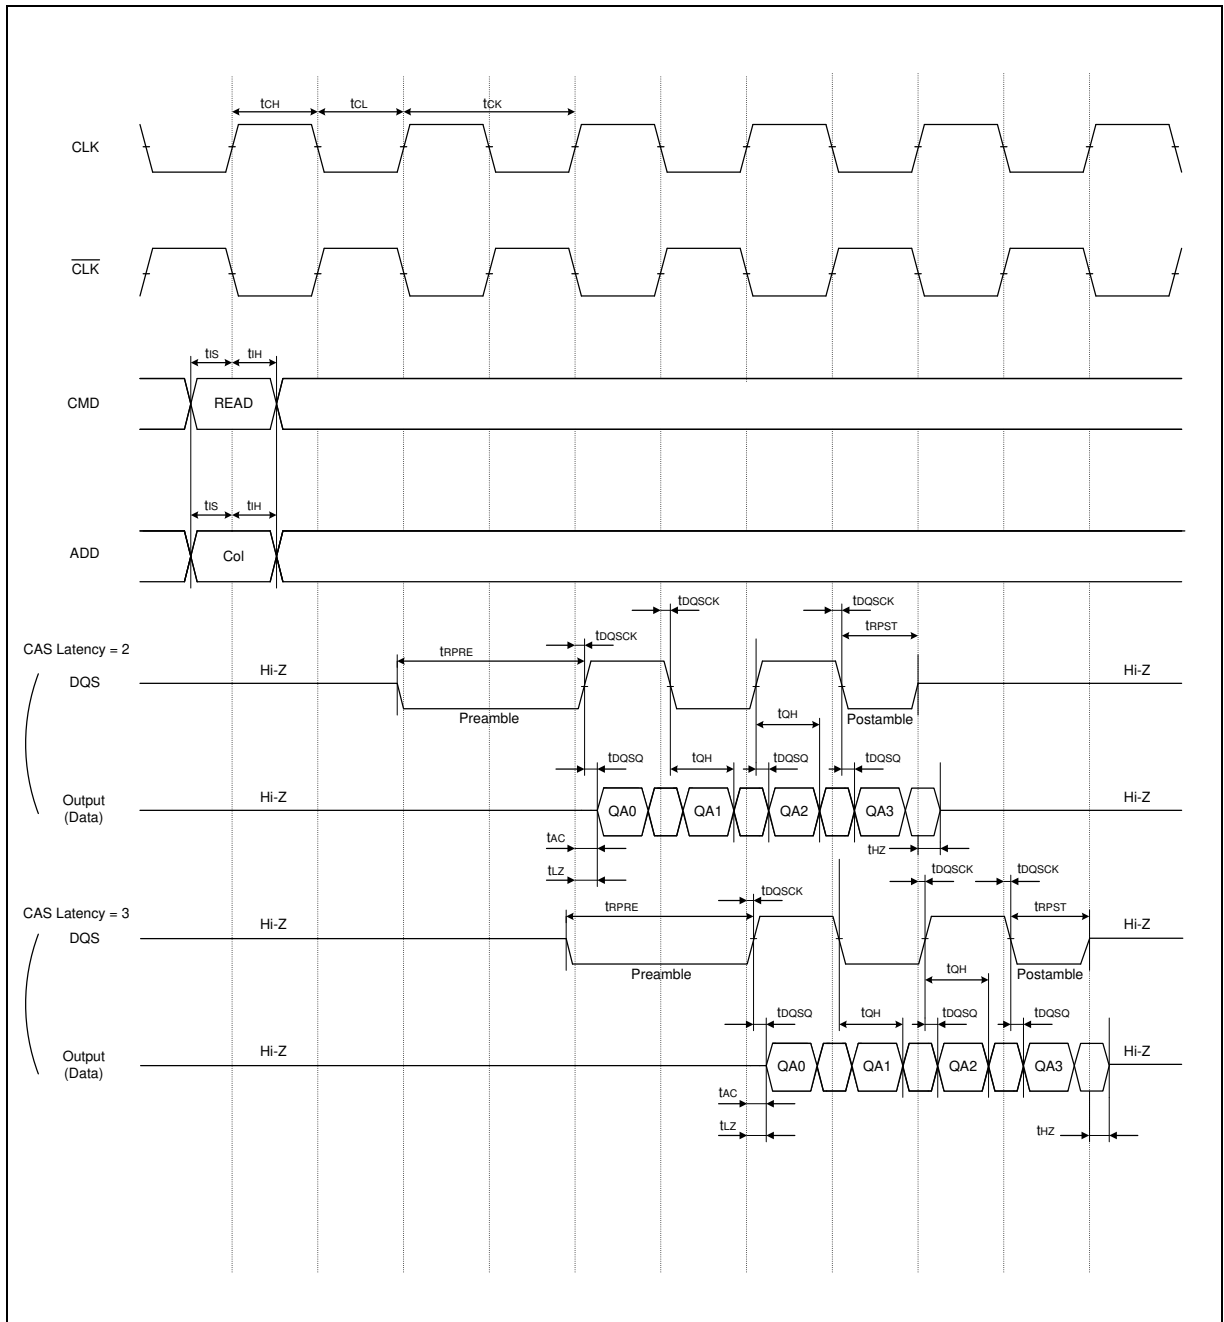 tCH tCL tCK
CLK
CLK
tIS tIH
CMD READ
tIS tIH
ADD Col
tDQSCK tDQSCK
tRPST
tDQSCK
CAS Latency = 2
tRPRE
Hi-Z Hi-Z
DQS
Preamble tQH Postamble
tDQSQ tQH tDQSQ tDQSQ
Hi-Z Hi-Z
Output
(Data)
QA0 QA1 QA2 QA3
tAC tHZ
tLZ
tDQSCK tDQSCK tDQSCK
CAS Latency = 3
tRPRE tRPST
Hi-Z Hi-Z
DQS
Preamble tQH Postamble
tDQSQ tQH tDQSQ tDQSQ
Hi-Z Hi-Z
Output
(Data)
QA0 QA1 QA2 QA3
tAC
tLZ tHZ